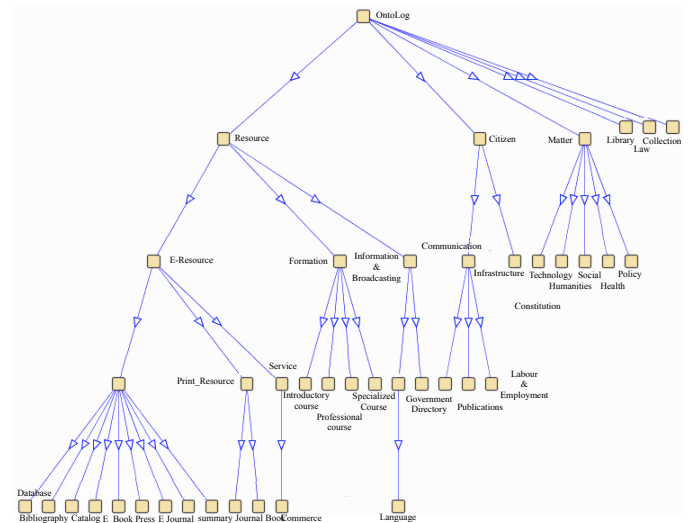 OntoLog
Resource
Citizen
Matter
Library
Collection
Law
E-Resource
Formation
Information
&
Broadcasting
Communication
Infrastructure
Technology
Social
Policy
Humanities
Health
Constitution
Print_Resource
Service
Introductory
course
Professional
course
Specialized
Course
Government
Directory
Publications
Labour
&
Employment
Database
Bibliography
Catalog E
Book Press
E Journal
summary
Journal
Book
Commerce
Language